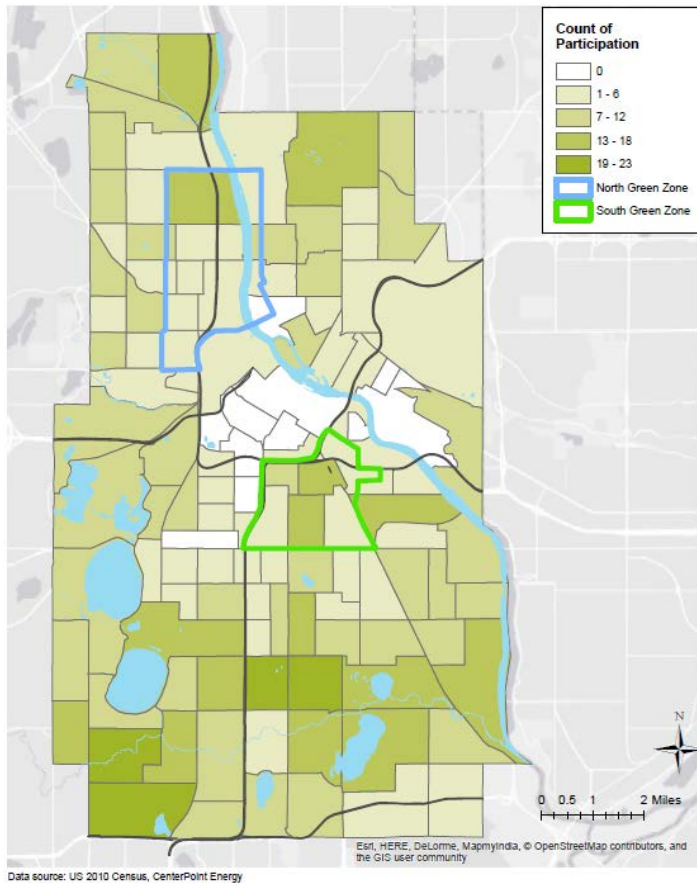 Count of
Participation
0
1 - 6
7 - 12
13 - 18
19 - 23
North Green Zone
South Green Zone
N
0 0.5 1 2 Miles
Esri, HERE, DeLorme, MapmyIndia, © OpenStreetMap contributors, and
the GIS user community
Data source: US 2010 Census, CenterPoint Energy